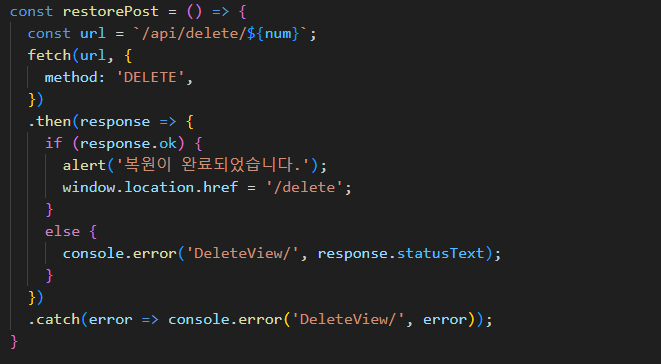 const restorePost = () => {
  const url = `/api/delete/${num}`;
  fetch(url, {
    method: 'DELETE',
  })
  .then(response => {
    if (response.ok) {
      alert('복원이 완료되었습니다.');
      window.location.href = '/delete';
    }
    else {
      console.error('DeleteView/', response.statusText);
    }
  })
  .catch(error => console.error('DeleteView/', error));
}